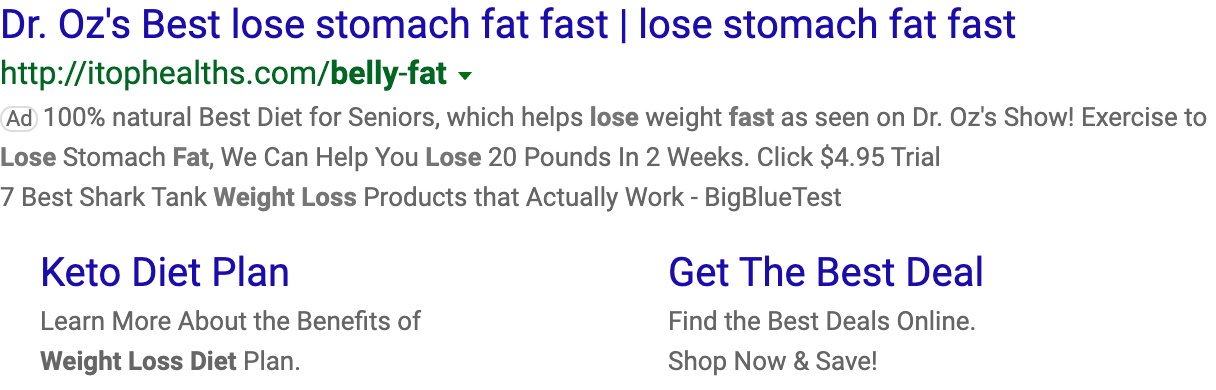 Dr. Oz's Best lose stomach fat fast | lose stomach fat fast
http://itophealths.com/belly-fat
Ad 100% natural Best Diet for Seniors, which helps lose weight fast as seen on Dr. Oz's Show! Exercise to
Lose Stomach Fat, We Can Help You Lose 20 Pounds In 2 Weeks. Click $4.95 Trial
7 Best Shark Tank Weight Loss Products that Actually Work - BigBlueTest
Keto Diet Plan
Learn More About the Benefits of
Weight Loss Diet Plan.
Get The Best Deal
Find the Best Deals Online.
Shop Now & Save!